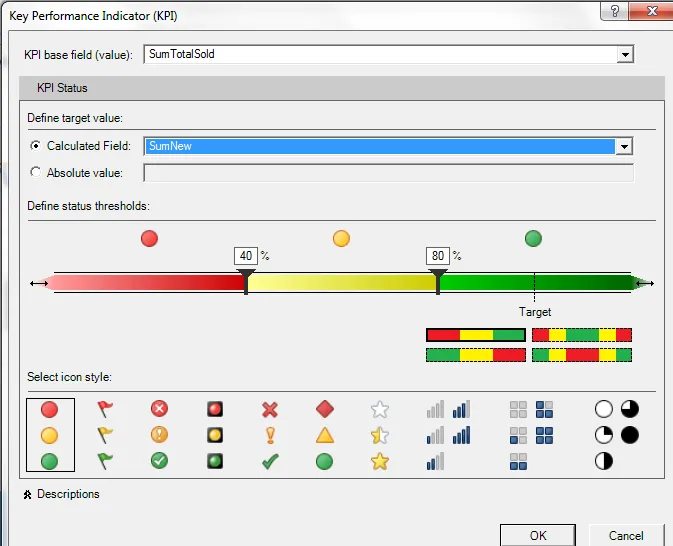 Key Performance Indicator (KPI)
KPI base field (value): SumTotalSold
KPI Status
Define target value:
Calculated Field: SumNew
Absolute value:
Define status thresholds:
40 % 80 %
Target
Select icon style:
Descriptions
OK Cancel